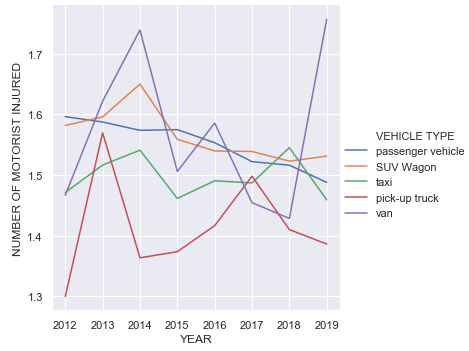 NUMBER OF MOTORIST INJURED
1.7
1.6
1.5
1.4
1.3
2012 2013 2014 2015 2016 2017 2018 2019
YEAR
VEHICLE TYPE
passenger vehicle
SUV Wagon
taxi
pick-up truck
van